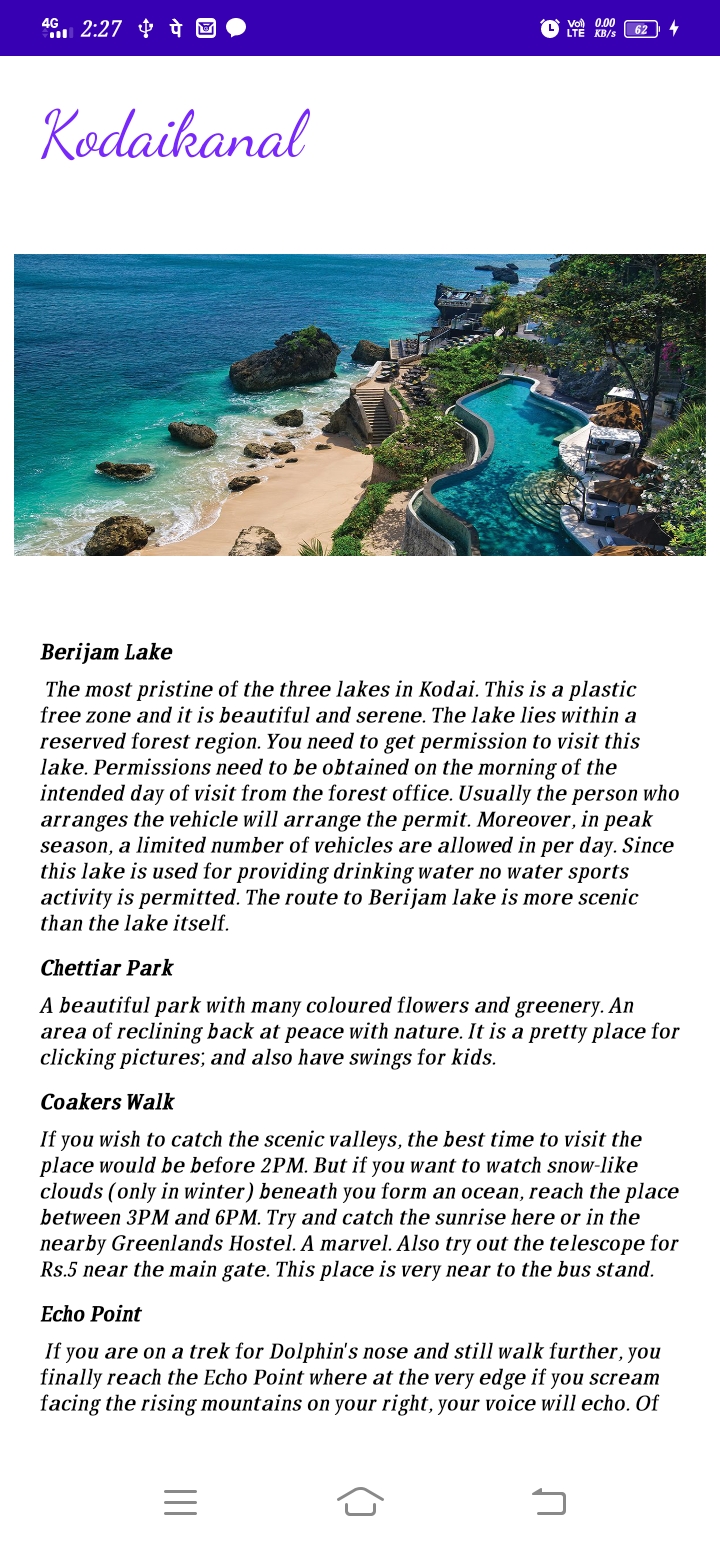 4G 2:27 पे Vo) LTE 0.00 KB/s 62
Kodaikanal
Berijam Lake
The most pristine of the three lakes in Kodai. This is a plastic
free zone and it is beautiful and serene. The lake lies within a
reserved forest region. You need to get permission to visit this
lake. Permissions need to be obtained on the morning of the
intended day of visit from the forest office. Usually the person who
arranges the vehicle will arrange the permit. Moreover, in peak
season, a limited number of vehicles are allowed in per day. Since
this lake is used for providing drinking water no water sports
activity is permitted. The route to Berijam lake is more scenic
than the lake itself.
Chettiar Park
A beautiful park with many coloured flowers and greenery. An
area of reclining back at peace with nature. It is a pretty place for
clicking pictures; and also have swings for kids.
Coakers Walk
If you wish to catch the scenic valleys, the best time to visit the
place would be before 2PM. But if you want to watch snow-like
clouds (only in winter) beneath you form an ocean, reach the place
between 3PM and 6PM. Try and catch the sunrise here or in the
nearby Greenlands Hostel. A marvel. Also try out the telescope for
Rs.5 near the main gate. This place is very near to the bus stand.
Echo Point
If you are on a trek for Dolphin's nose and still walk further, you
finally reach the Echo Point where at the very edge if you scream
facing the rising mountains on your right, your voice will echo. Of